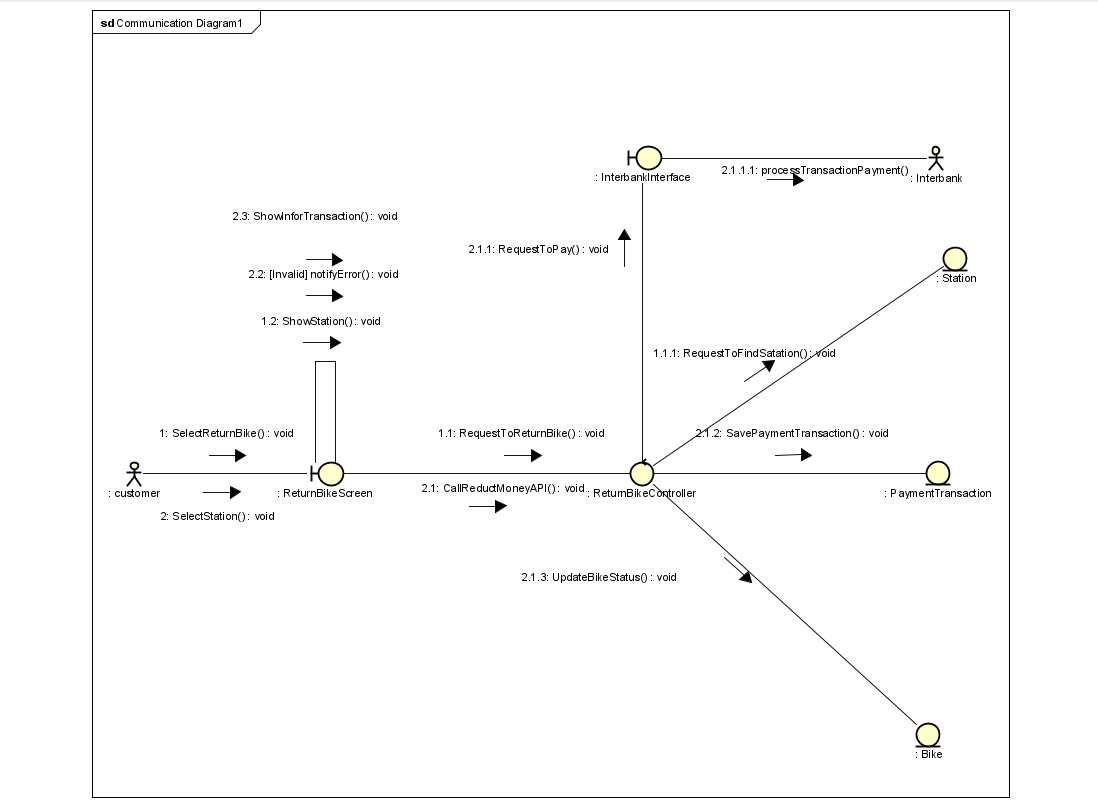 sd Communication Diagram1
2.1.1.1: processTransactionPayment()
: InterbankInterface
: Interbank
2.3: ShowInforTransaction() : void
2.1.1: RequestToPay() : void
2.2: [Invalid] notifyError() : void
: Station
1.2: ShowStation() : void
1.1.1: RequestToFindSatation() : void
1: SelectReturnBike() : void
1.1: RequestToReturnBike() : void
2.1.2: SavePaymentTransaction() : void
2.1: CallReductMoneyAPI() : void
: customer
: ReturnBikeScreen
: ReturnBikeController
: PaymentTransaction
2: SelectStation() : void
2.1.3: UpdateBikeStatus() : void
: Bike